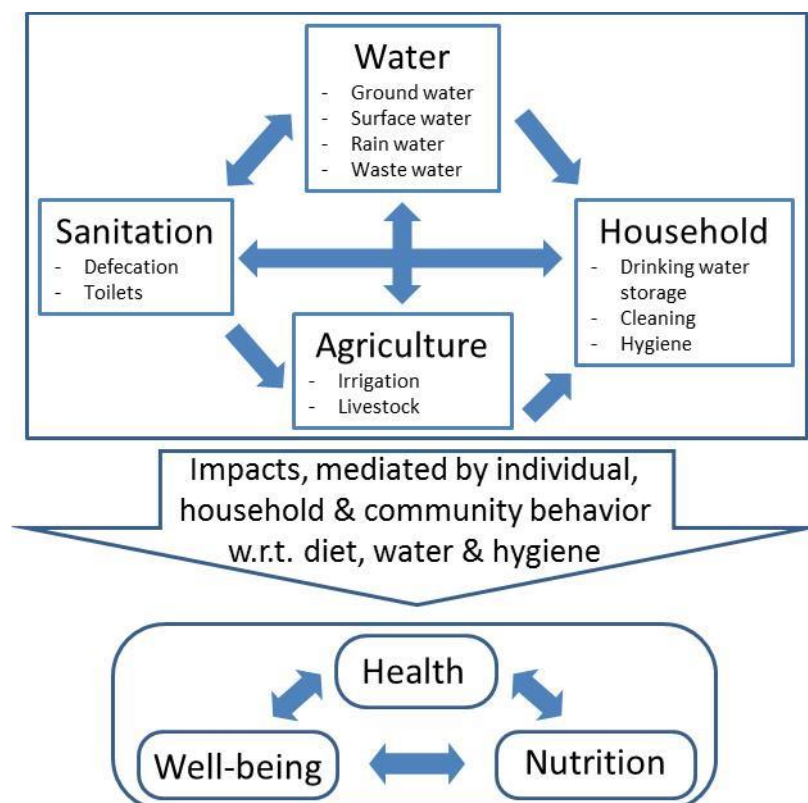 Water
- Ground water
- Surface water
- Rain water
- Waste water
Sanitation
- Defecation
- Toilets
Household
- Drinking water
storage
- Cleaning
- Hygiene
Agriculture
- Irrigation
- Livestock
Impacts, mediated by individual,
household & community behavior
w.r.t. diet, water & hygiene
Health
Well-being
Nutrition